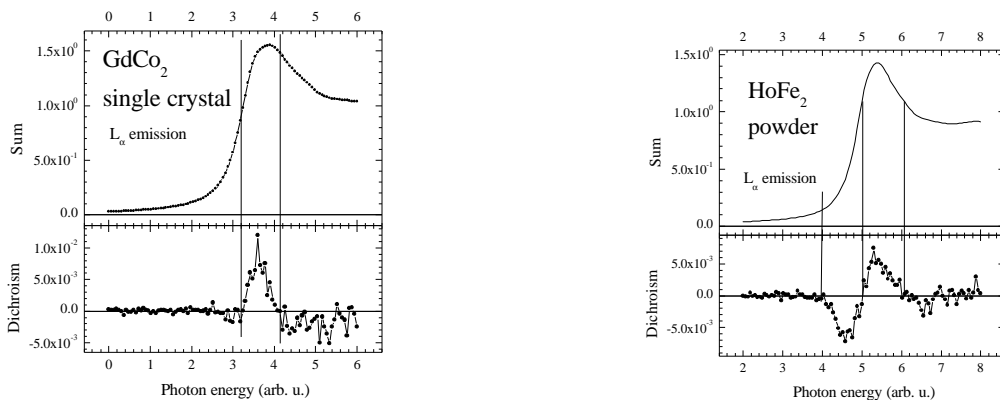 0 1 2 3 4 5 6
1.5x10⁰
1.0x10⁰
5.0x10⁻¹
0.0
Sum
GdCo₂
single crystal
Lα emission
1.0x10⁻²
5.0x10⁻³
0.0
-5.0x10⁻³
Dichroism
0 1 2 3 4 5 6
Photon energy (arb. u.)
2 3 4 5 6 7 8
1.5x10⁰
1.0x10⁰
5.0x10⁻¹
0.0
Sum
HoFe₂
powder
Lα emission
5.0x10⁻³
0.0
-5.0x10⁻³
Dichroism
2 3 4 5 6 7 8
Photon energy (arb. u.)